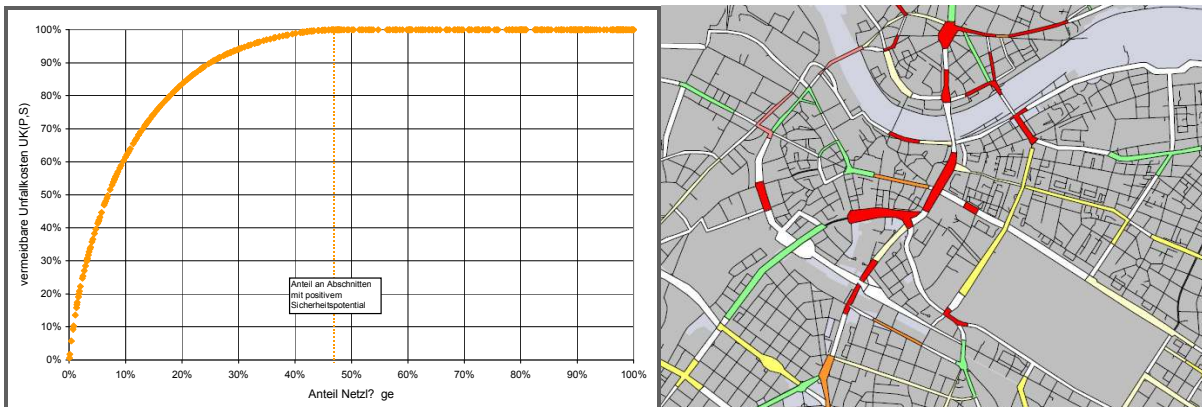 100%
90%
80%
70%
60%
50%
40%
30%
20%
10%
0%
vermeidbare Unfallkosten UK(P,S)
Anteil an Abschnitten
mit positivem
Sicherheitspotential
0% 10% 20% 30% 40% 50% 60% 70% 80% 90% 100%
Anteil Netzl? ge